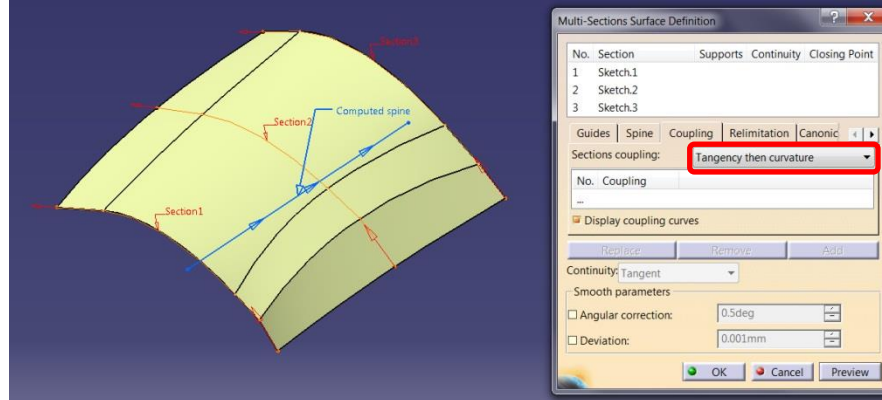 Section3
Computed spine
Section2
Section1
Multi-Sections Surface Definition
No. Section Supports Continuity Closing Point
1 Sketch.1
2 Sketch.2
3 Sketch.3
Guides Spine Coupling Relimitation Canonic
Sections coupling: Tangency then curvature
No. Coupling
...
Display coupling curves
Replace Remove Add
Continuity: Tangent
Smooth parameters
Angular correction: 0.5deg
Deviation: 0.001mm
OK Cancel Preview